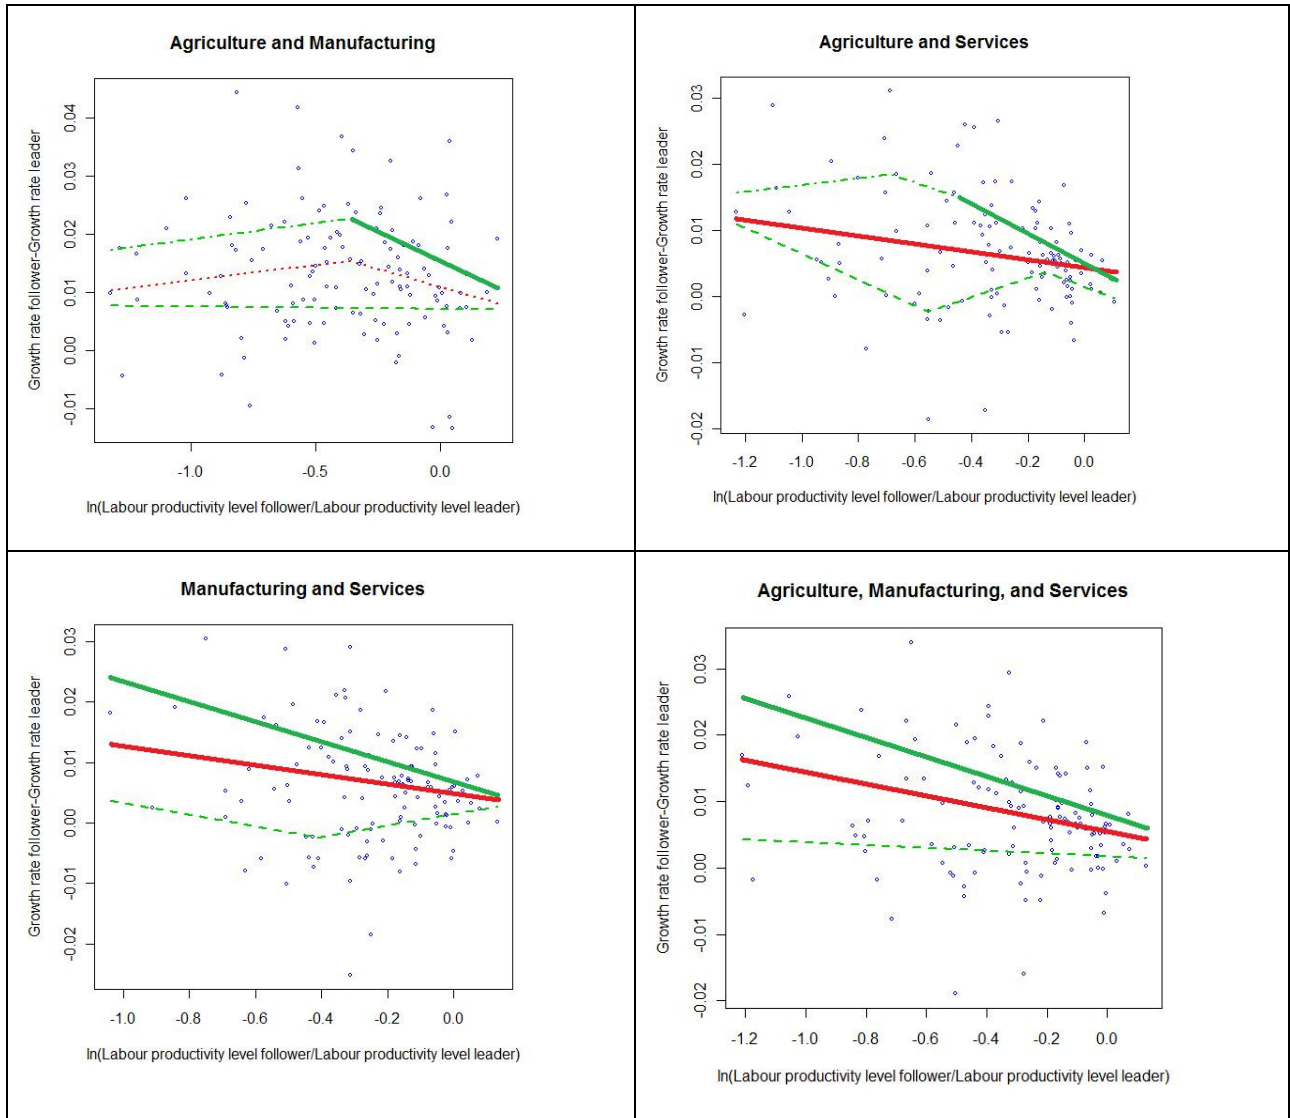 Agriculture and Manufacturing
Growth rate follower-Growth rate leader
0.04
0.03
0.02
0.01
0.00
-0.01
-1.0 -0.5 0.0
ln(Labour productivity level follower/Labour productivity level leader)
Agriculture and Services
Growth rate follower-Growth rate leader
0.03
0.02
0.01
0.00
-0.01
-0.02
-1.2 -1.0 -0.8 -0.6 -0.4 -0.2 0.0
ln(Labour productivity level follower/Labour productivity level leader)
Manufacturing and Services
Growth rate follower-Growth rate leader
0.03
0.02
0.01
0.00
-0.01
-0.02
-1.0 -0.8 -0.6 -0.4 -0.2 0.0
ln(Labour productivity level follower/Labour productivity level leader)
Agriculture, Manufacturing, and Services
Growth rate follower-Growth rate leader
0.03
0.02
0.01
0.00
-0.01
-0.02
-1.2 -1.0 -0.8 -0.6 -0.4 -0.2 0.0
ln(Labour productivity level follower/Labour productivity level leader)